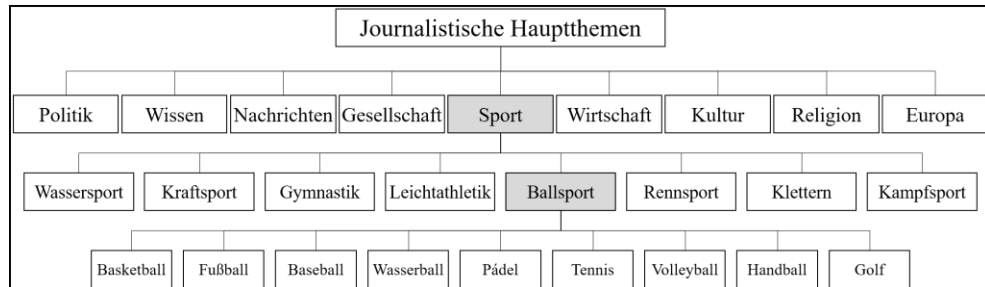 Journalistische Hauptthemen
Politik Wissen Nachrichten Gesellschaft Sport Wirtschaft Kultur Religion Europa
Wassersport Kraftsport Gymnastik Leichtathletik Ballsport Rennsport Klettern Kampfsport
Basketball Fußball Baseball Wasserball Pádel Tennis Volleyball Handball Golf